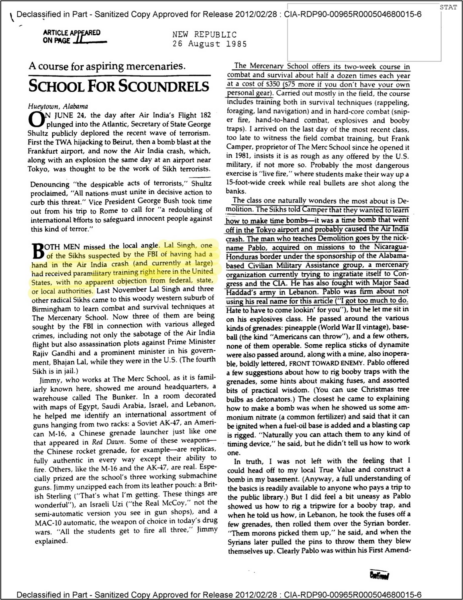 Declassified in Part - Sanitized Copy Approved for Release 2012/02/28 : CIA-RDP90-00965R000504680015-6
STAT
ARTICLE APPEARED
ON PAGE 11
NEW REPUBLIC
26 August 1985
A course for aspiring mercenaries.
SCHOOL FOR SCOUNDRELS
Hueytown, Alabama
ON JUNE 24, the day after Air India's Flight 182
plunged into the Atlantic, Secretary of State George
Shultz publicly deplored the recent wave of terrorism.
First the TWA hijacking to Beirut, then a bomb blast at the
Frankfurt airport, and now the Air India crash, which,
along with an explosion the same day at an airport near
Tokyo, was thought to be the work of Sikh terrorists.
Denouncing "the despicable acts of terrorists," Shultz
proclaimed, "All nations must unite in decisive action to
curb this threat." Vice President George Bush took time
out from his trip to Rome to call for "a redoubling of
international efforts to safeguard innocent people against
this kind of terror."
BOTH MEN missed the local angle. Lal Singh, one
of the Sikhs suspected by the FBI of having had a
hand in the Air India crash (and currently at large)
had received paramilitary training right here in the United
States, with no apparent objection from federal, state,
or local authorities. Last November Lal Singh and three
other radical Sikhs came to this woody western suburb of
Birmingham to learn combat and survival techniques at
The Mercenary School. Now three of them are being
sought by the FBI in connection with various alleged
crimes, including not only the sabotage of the Air India
flight but also assassination plots against Prime Minister
Rajiv Gandhi and a prominent minister in his govern-
ment, Bhajan Lal, while they were in the U.S. (The fourth
Sikh is in jail.)
Jimmy, who works at The Merc School, as it is famil-
iarly known here, showed me around headquarters, a
warehouse called The Bunker. In a room decorated
with maps of Egypt, Saudi Arabia, Israel, and Lebanon,
he helped me identify an international assortment of
guns hanging from two racks: a Soviet AK-47, an Ameri-
can M-16, a Chinese grenade launcher just like one
that appeared in Red Dawn. Some of these weapons—
the Chinese rocket grenade, for example—are replicas,
fully authentic in every way except their ability to
fire. Others, like the M-16 and the AK-47, are real. Espe-
cially prized are the school's three working submachine
guns. Jimmy unzipped each from its leather pouch: a Brit-
ish Sterling ("That's what I'm getting. These things are
wonderful"), an Israeli Uzi ("the Real McCoy," not the
semi-automatic version you see in gun shops), and a
MAC-10 automatic, the weapon of choice in today's drug
wars. "All the students get to fire all three," Jimmy
explained.
The Mercenary School offers its two-week course in
combat and survival about half a dozen times each year
at a cost of $350 ($75 more if you don't have your own
personal gear). Carried out mostly in the field, the course
includes training both in survival techniques (rappeling,
foraging, land navigation) and in hard-core combat (snip-
er fire, hand-to-hand combat, explosives and booby
traps). I arrived on the last day of the most recent class,
too late to witness the field combat training, but Frank
Camper, proprietor of The Merc School since he opened it
in 1981, insists it is as rough as any offered by the U.S.
military, if not more so. Probably the most dangerous
exercise is "live fire," where students make their way up a
15-foot-wide creek while real bullets are shot along the
banks.
The class one naturally wonders the most about is De-
molition. The Sikhs told Camper that they wanted to learn
how to make time bombs—it was a time bomb that went
off in the Tokyo airport and probably caused the Air India
crash. The man who teaches Demolition goes by the nick-
name Pablo, acquired on missions to the Nicaragua-
Honduras border under the sponsorship of the Alabama-
based Civilian Military Assistance group, a mercenary
organization currently trying to ingratiate itself to Con-
gress and the CIA. He has also fought with Major Saad
Haddad's army in Lebanon. Pablo was firm about not
using his real name for this article ("I got too much to do.
Hate to have to come lookin' for you"), but he let me sit in
on his explosives class. He passed around the various
kinds of grenades: pineapple (World War II vintage), base-
ball (the kind "Americans can throw"), and a few others,
none of them operable. Some replica sticks of dynamite
were also passed around, along with a mine, also inopera-
ble, boldly lettered, FRONT TOWARD ENEMY. Pablo offered
a few suggestions about how to rig booby traps with the
grenades, some hints about making fuses, and assorted
bits of practical wisdom. (You can use Christmas tree
bulbs as detonators.) The closest he came to explaining
how to make a bomb was when he showed us some am-
monium nitrate (a common fertilizer) and said that it can
be ignited when a fuel-oil base is added and a blasting cap
is rigged. "Naturally you can attach them to any kind of
timing device," he said, but he didn't tell us how to work
one.
In truth, I was not left with the feeling that I
could head off to my local True Value and construct a
bomb in my basement. (Anyway, a full understanding of
the basics is readily available to anyone who pays a trip to
the public library.) But I did feel a bit uneasy as Pablo
showed us how to rig a tripwire for a booby trap, and
when he told us how, in Lebanon, he took the fuses off a
few grenades, then rolled them over the Syrian border.
"Them morons picked them up," he said, and when the
Syrians later pulled the pins to throw them they blew
themselves up. Clearly Pablo was within his First Amend-
Continued
Declassified in Part - Sanitized Copy Approved for Release 2012/02/28 : CIA-RDP90-00965R000504680015-6